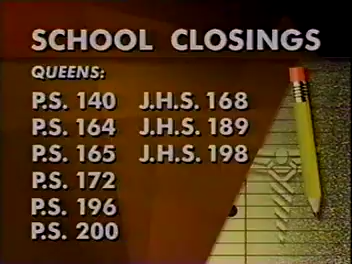 SCHOOL CLOSINGS
QUEENS:
P.S. 140 J.H.S. 168
P.S. 164 J.H.S. 189
P.S. 165 J.H.S. 198
P.S. 172
P.S. 196
P.S. 200